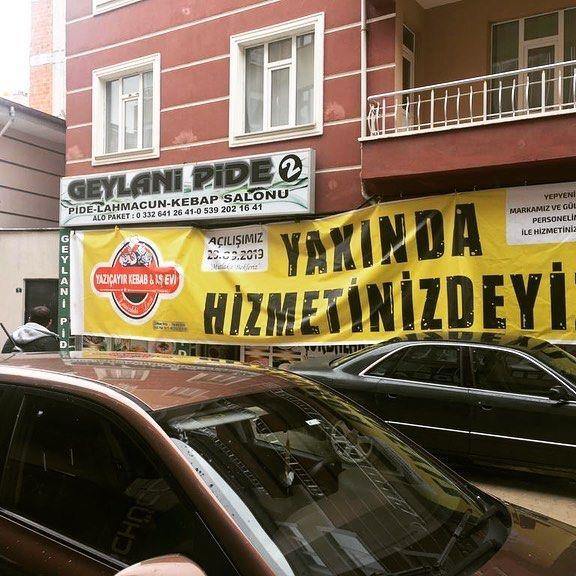 GEYLANİ PİDE 2
PİDE-LAHMACUN-KEBAP SALONU
ALO PAKET : 0 332 641 26 41-0 539 202 16 41
GEYLANİ PİD
YAZIÇAYIR KEBAB & AŞ EVİ
AÇILIŞIMIZ
YAKINDA
HİZMETİNİZDEYİ
YEPYENİ
MARKAMIZ VE GÜL
PERSONELİ
İLE HİZMETİNİZ